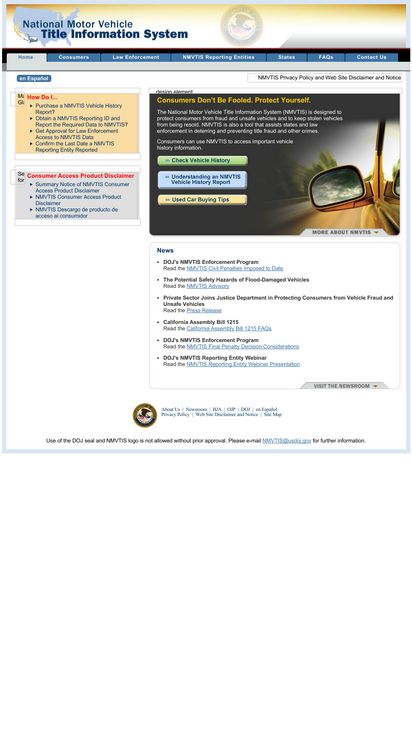 National Motor Vehicle
Title Information System
Home
Consumers
Law Enforcement
NMVTIS Reporting Entities
States
FAQs
Contact Us
en Español
NMVTIS Privacy Policy and Web Site Disclaimer and Notice
How Do I...
Purchase a NMVTIS Vehicle History
Report?
Obtain a NMVTIS Reporting ID and
Report the Required Data to NMVTIS?
Get Approval for Law Enforcement
Access to NMVTIS Data
Confirm the Last Date a NMVTIS
Reporting Entity Reported
for
Consumer Access Product Disclaimer
Summary Notice of NMVTIS Consumer
Access Product Disclaimer
NMVTIS Consumer Access Product
Disclaimer
NMVTIS Descargo de producto de
acceso al consumidor
design element
Consumers Don't Be Fooled. Protect Yourself.
The National Motor Vehicle Title Information System (NMVTIS) is designed to
protect consumers from fraud and unsafe vehicles and to keep stolen vehicles
from being resold. NMVTIS is also a tool that assists states and law
enforcement in deterring and preventing title fraud and other crimes.
Consumers can use NMVTIS to access important vehicle
history information.
Check Vehicle History
Understanding an NMVTIS
Vehicle History Report
Used Car Buying Tips
MORE ABOUT NMVTIS
News
DOJ's NMVTIS Enforcement Program
Read the NMVTIS Civil Penalties Imposed to Date
The Potential Safety Hazards of Flood-Damaged Vehicles
Read the NMVTIS Advisory
Private Sector Joins Justice Department in Protecting Consumers from Vehicle Fraud and
Unsafe Vehicles
Read the Press Release
California Assembly Bill 1215
Read the California Assembly Bill 1215 FAQs
DOJ's NMVTIS Enforcement Program
Read the NMVTIS Final Penalty Decision Considerations
DOJ's NMVTIS Reporting Entity Webinar
Read the NMVTIS Reporting Entity Webinar Presentation
VISIT THE NEWSROOM
About Us | Newsroom | BJA | OJP | DOJ | en Español
Privacy Policy | Web Site Disclaimer and Notice | Site Map
Use of the DOJ seal and NMVTIS logo is not allowed without prior approval. Please e-mail NMVTIS@usdoj.gov for further information.